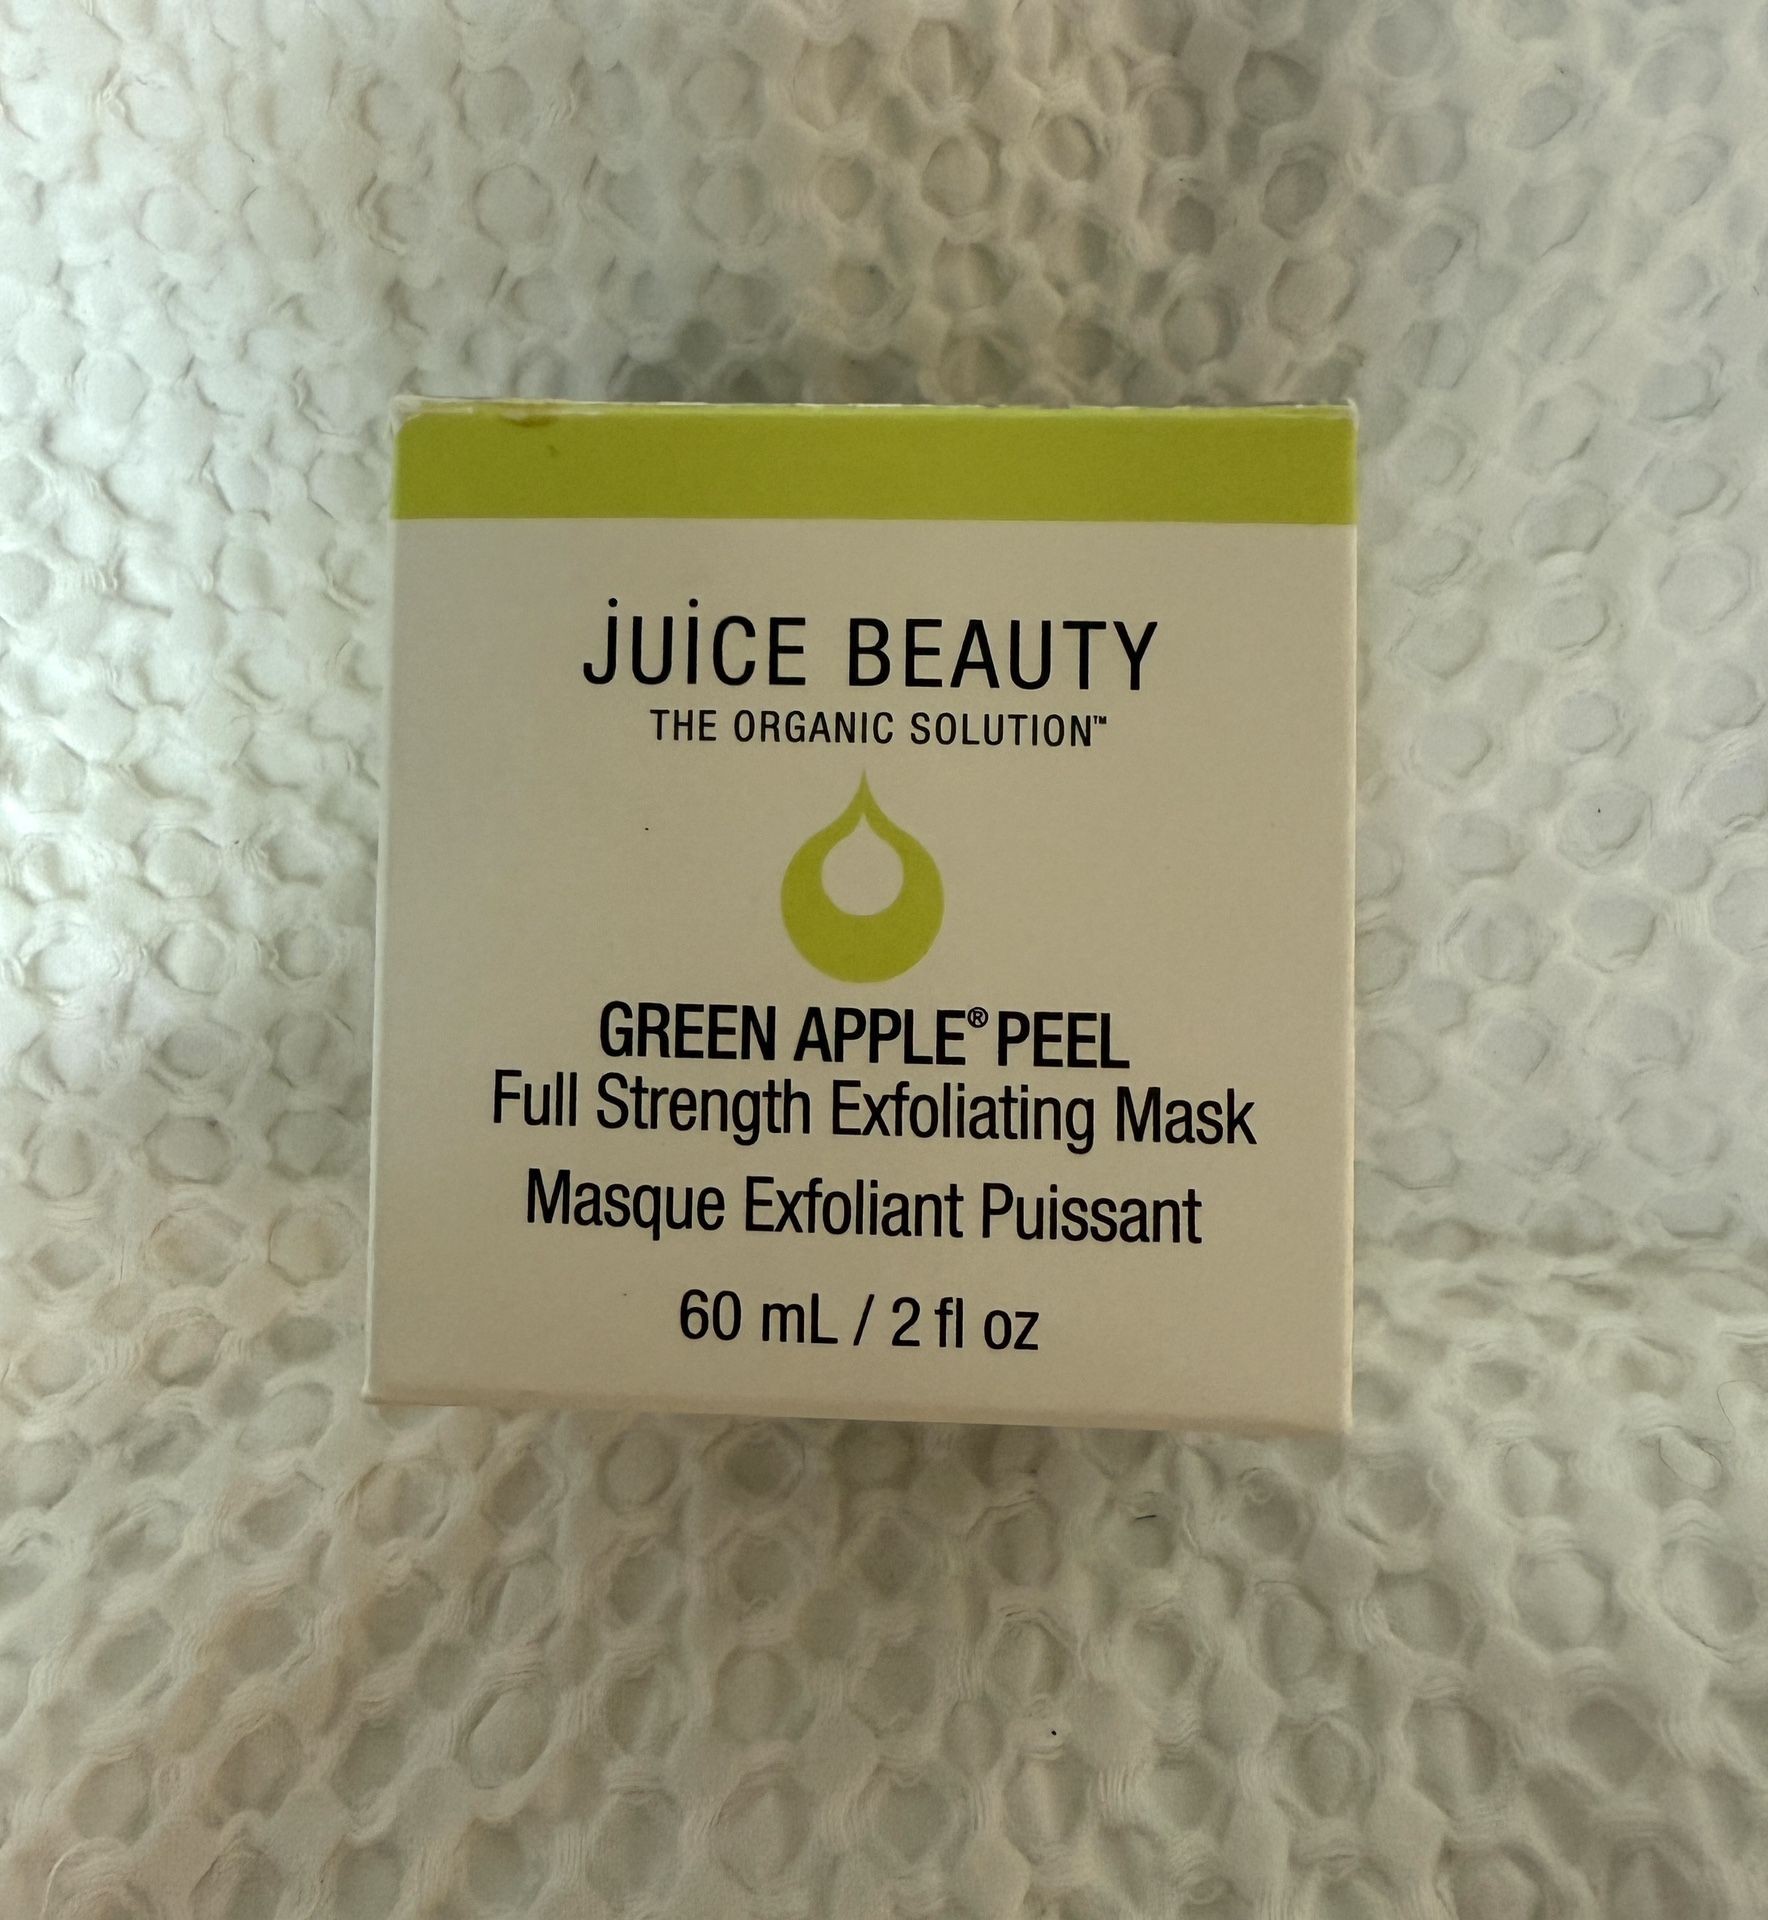 jUiCE BEAUTY
THE ORGANIC SOLUTION™
GREEN APPLE® PEEL
Full Strength Exfoliating Mask
Masque Exfoliant Puissant
60 mL / 2 fl oz